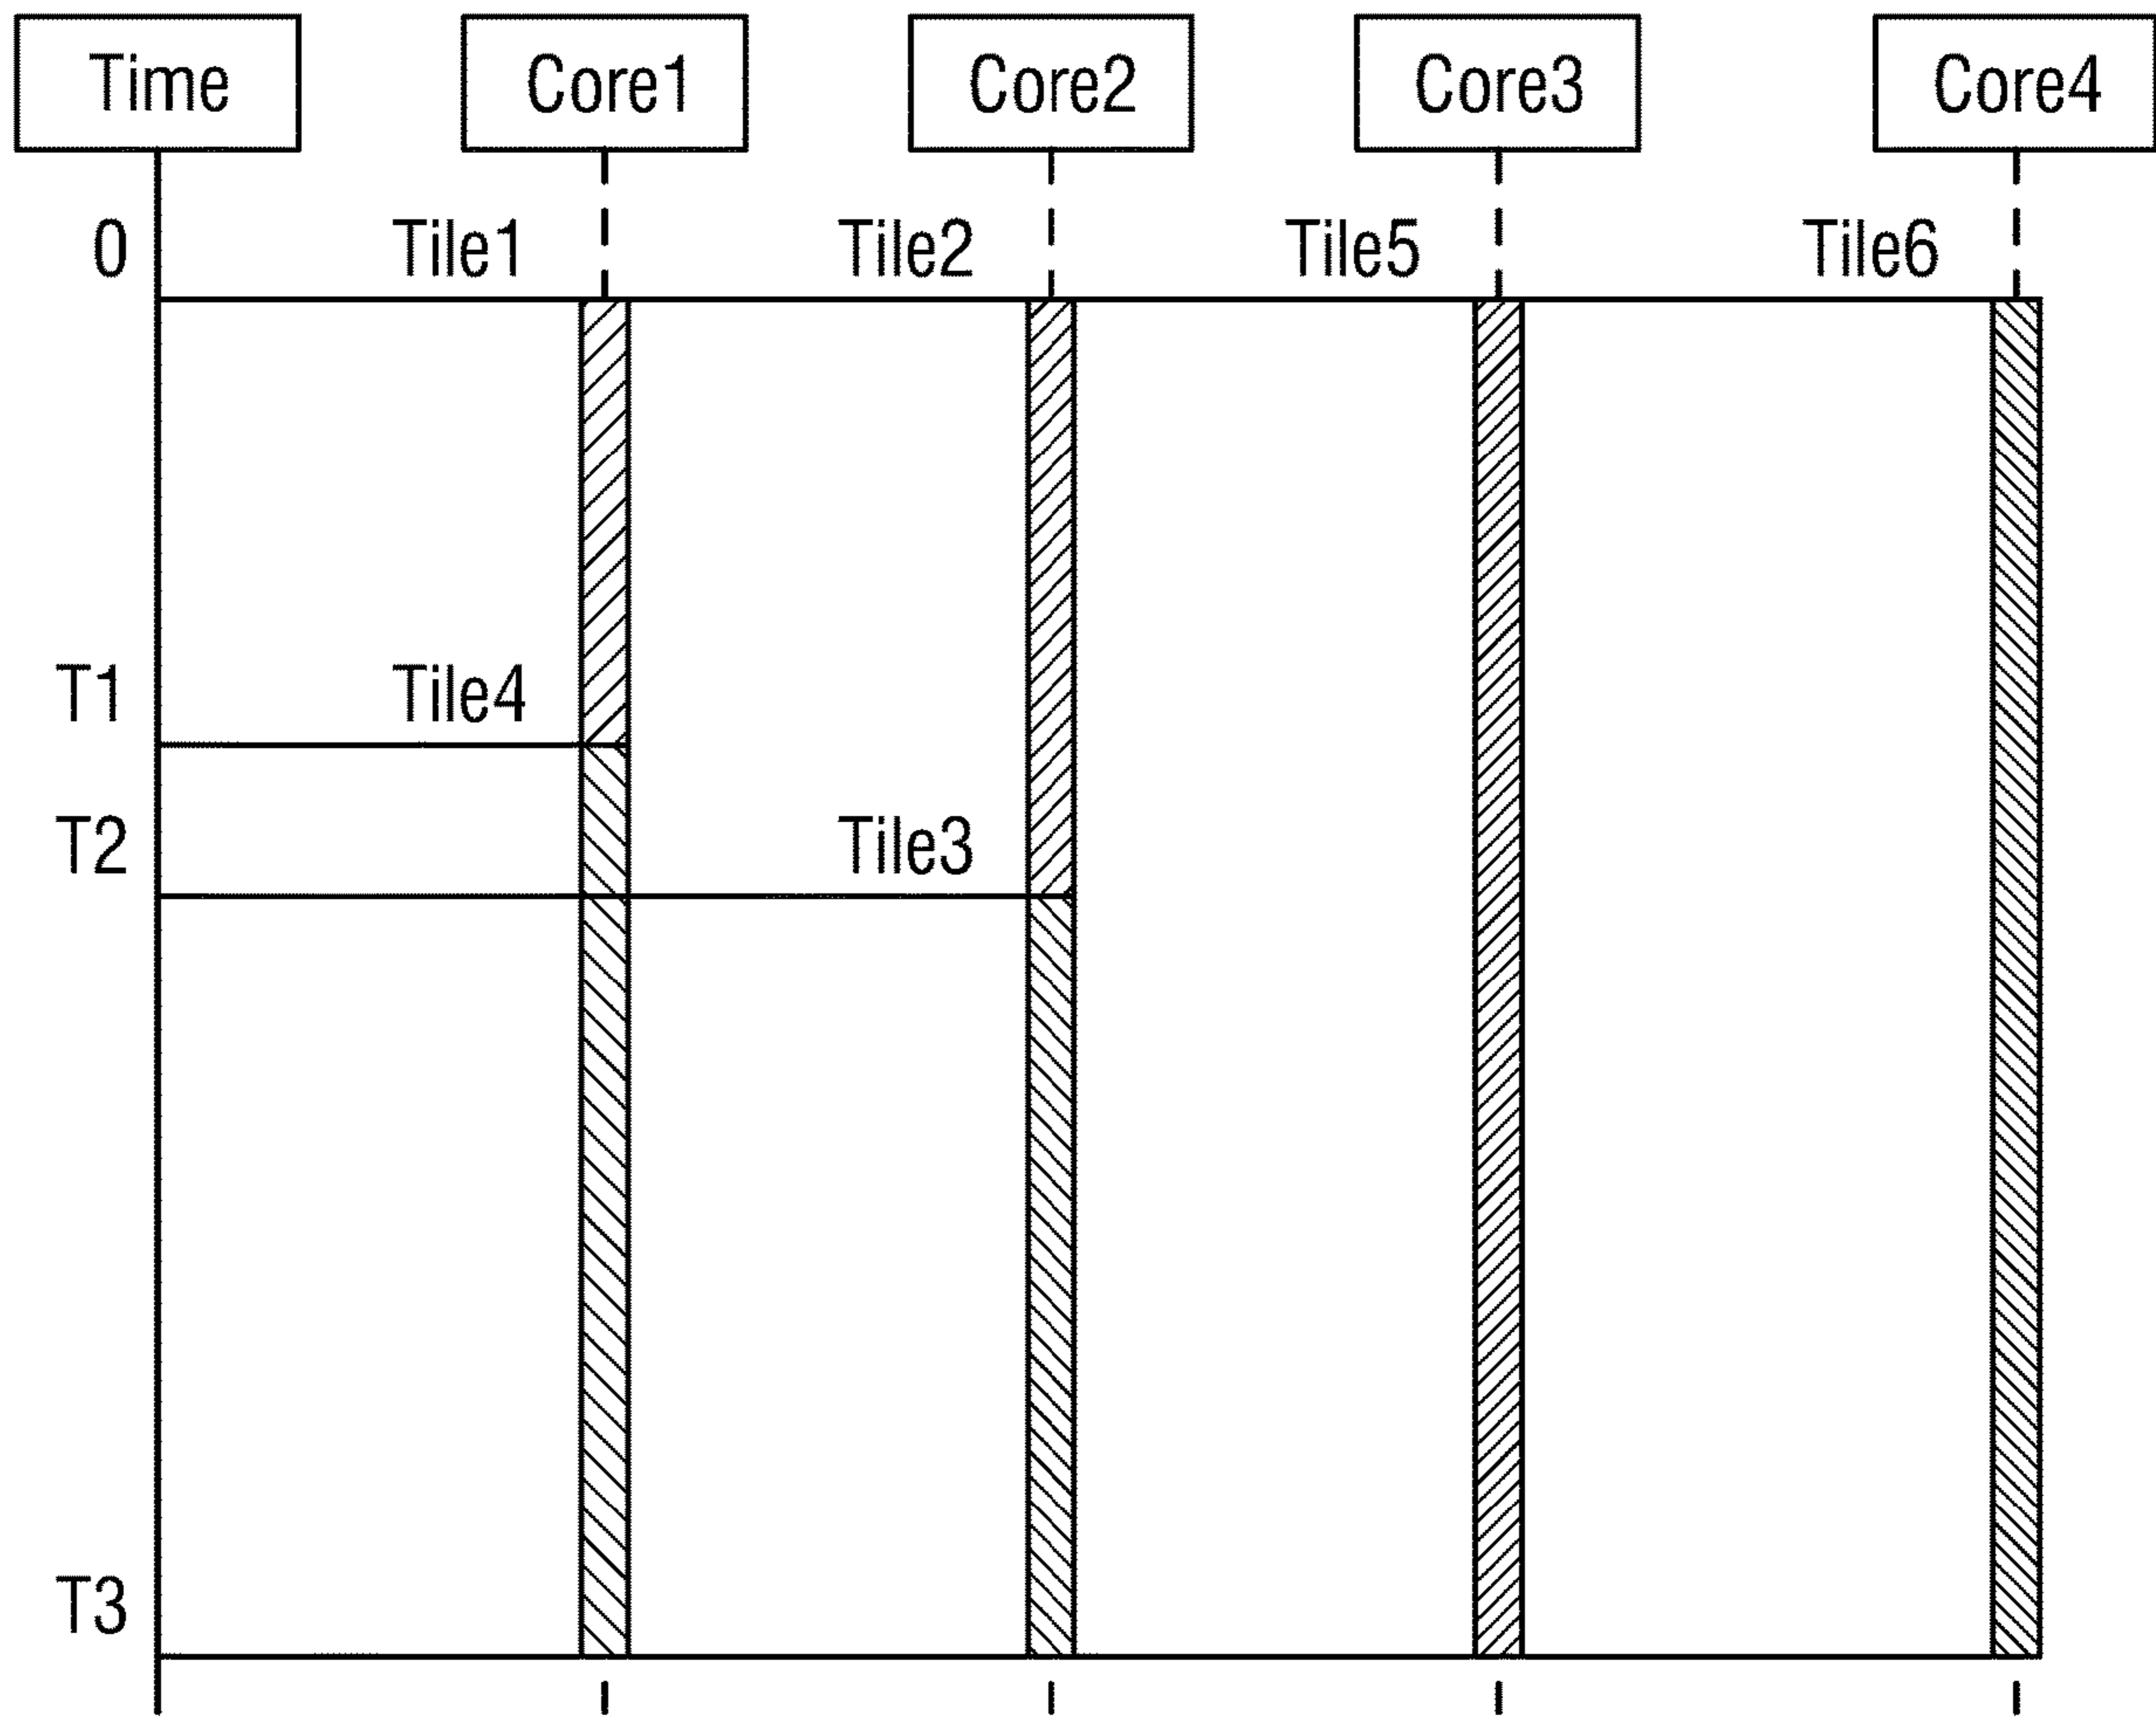 Time Core1 Core2 Core3 Core4
0 Tile1 Tile2 Tile5 Tile6
T1 Tile4
T2 Tile3
T3